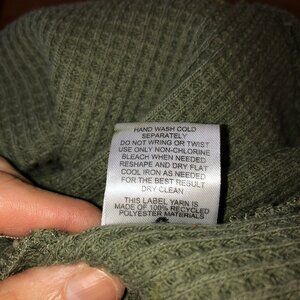 HAND WASH COLD
SEPARATELY
DO NOT WRING OR TWIST
USE ONLY NON-CHLORINE
BLEACH WHEN NEEDED
RESHAPE AND DRY FLAT
COOL IRON AS NEEDED
FOR THE BEST RESULT
DRY CLEAN
THIS LABEL YARN IS
MADE OF 100% RECYCLED
POLYESTER MATERIALS